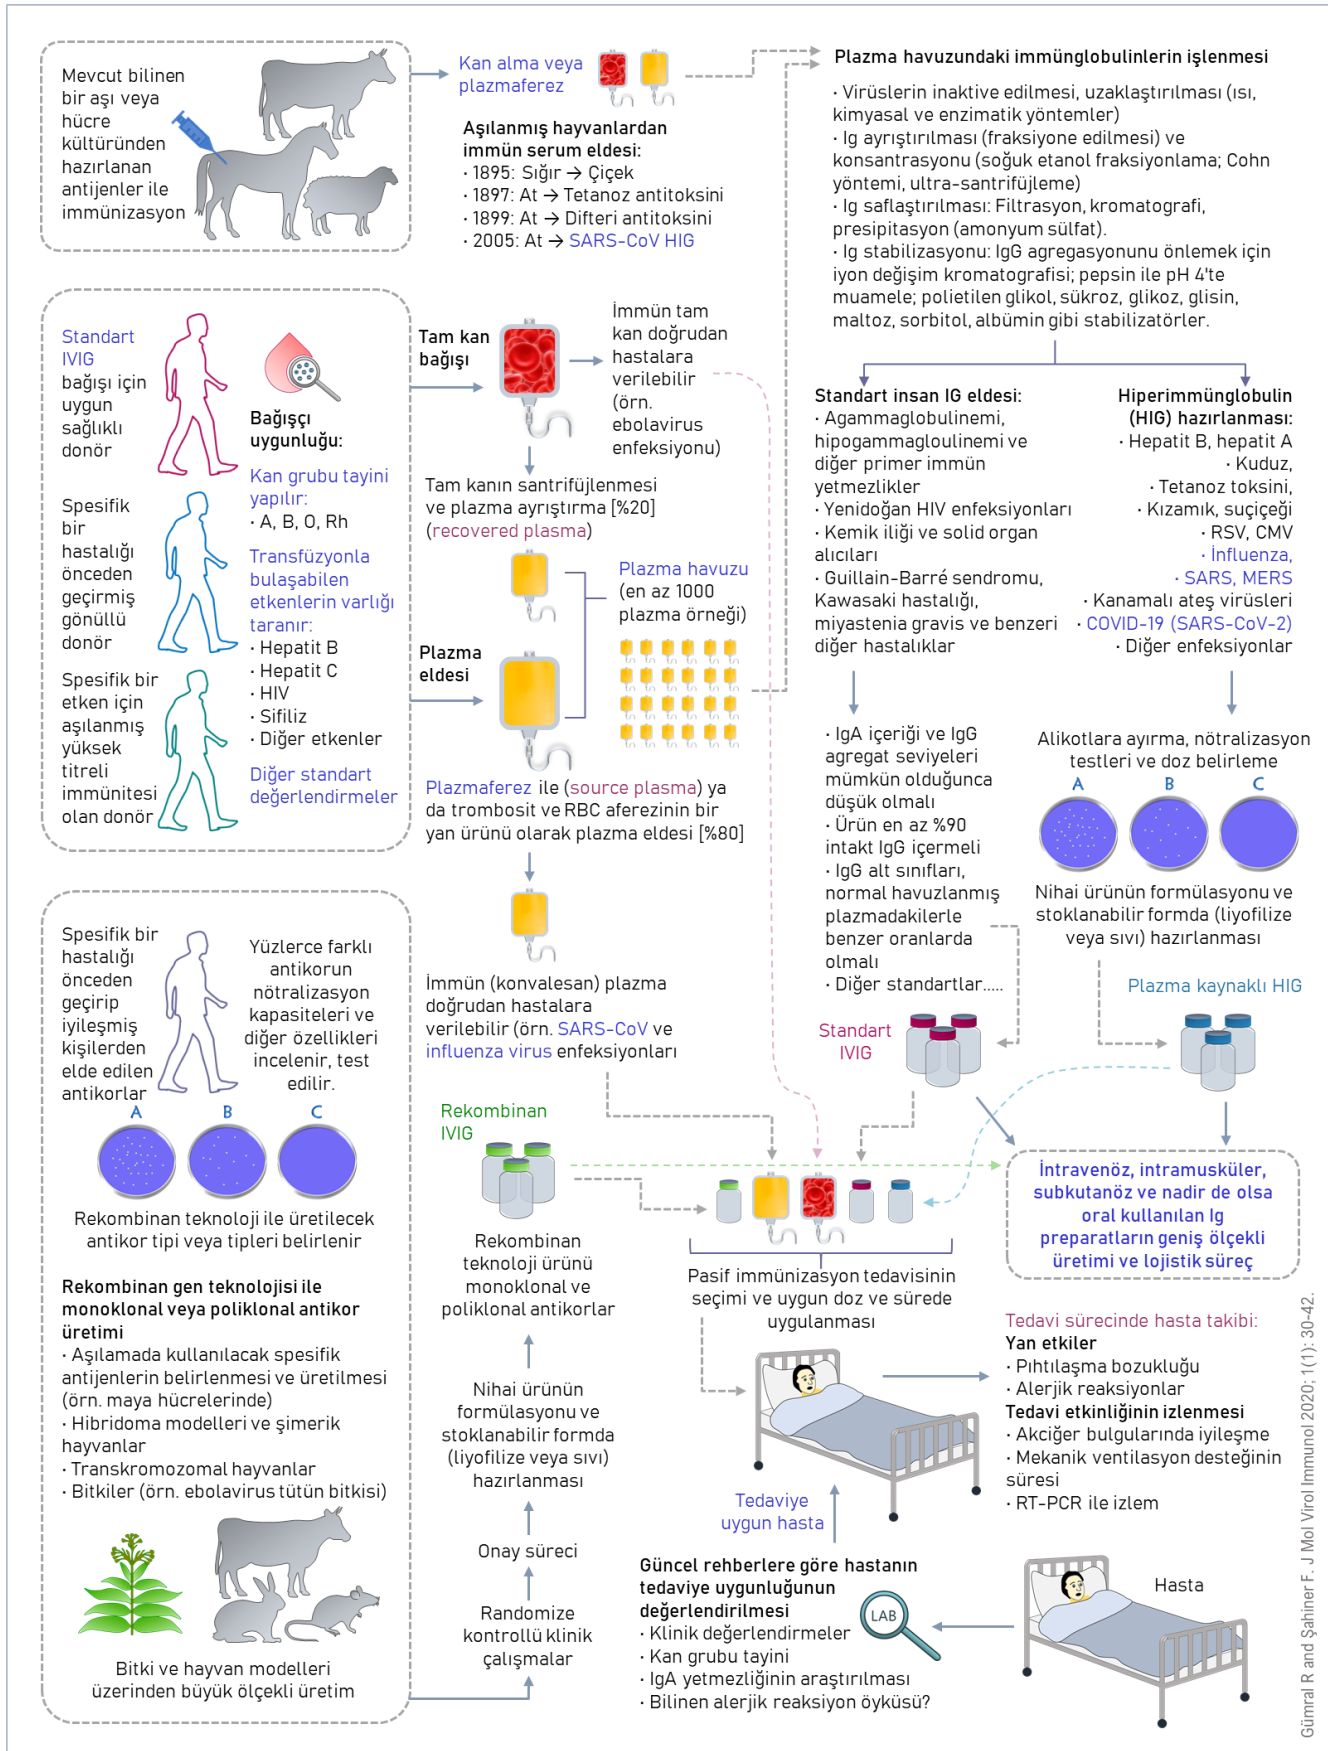 Mevcut bilinen
bir aşı veya
hücre
kültüründen
hazırlanan
antijenler ile
immünizasyon
Kan alma veya
plazmaferez
Aşılanmış hayvanlardan
immün serum eldesi:
· 1895: Sığır → Çiçek
· 1897: At → Tetanoz antitoksini
· 1899: At → Difteri antitoksini
· 2005: At → SARS-CoV HIG
Plazma havuzundaki immünglobulinlerin işlenmesi
· Virüslerin inaktive edilmesi, uzaklaştırılması (ısı,
kimyasal ve enzimatik yöntemler)
· Ig ayrıştırılması (fraksiyone edilmesi) ve
konsantrasyonu (soğuk etanol fraksiyonlama; Cohn
yöntemi, ultra-santrifüjleme)
· Ig saflaştırılması: Filtrasyon, kromatografi,
presipitasyon (amonyum sülfat).
· Ig stabilizasyonu: IgG agregasyonunu önlemek için
iyon değişim kromatografisi; pepsin ile pH 4'te
muamele; polietilen glikol, sükroz, glikoz, glisin,
maltoz, sorbitol, albümin gibi stabilizatörler.
Standart
IVIG
bağışı için
uygun
sağlıklı
donör
Spesifik
bir
hastalığı
önceden
geçirmiş
gönüllü
donör
Spesifik bir
etken için
aşılanmış
yüksek
titreli
immünitesi
olan donör
Bağışçı
uygunluğu:
Kan grubu tayini
yapılır:
· A, B, O, Rh
Transfüzyonla
bulaşabilen
etkenlerin varlığı
taranır:
· Hepatit B
· Hepatit C
· HIV
· Sifiliz
· Diğer etkenler
Diğer standart
değerlendirmeler
Tam kan
bağışı
İmmün tam
kan doğrudan
hastalara
verilebilir
(örn.
ebolavirus
enfeksiyonu)
Tam kanın santrifüjlenmesi
ve plazma ayrıştırma [%20]
(recovered plasma)
Plazma havuzu
(en az 1000
plazma örneği)
Plazma
eldesi
Plazmaferez ile (source plasma) ya
da trombosit ve RBC aferezinin bir
yan ürünü olarak plazma eldesi [%80]
İmmün (konvalesan) plazma
doğrudan hastalara
verilebilir (örn. SARS-CoV ve
influenza virus enfeksiyonları
Standart insan IG eldesi:
· Agammaglobulinemi,
hipogammagloulinemi ve
diğer primer immün
yetmezlikler
· Yenidoğan HIV enfeksiyonları
· Kemik iliği ve solid organ
alıcıları
· Guillain-Barré sendromu,
Kawasaki hastalığı,
miyastenia gravis ve benzeri
diğer hastalıklar
Hiperimmünglobulin
(HIG) hazırlanması:
· Hepatit B, hepatit A
· Kuduz,
· Tetanoz toksini,
· Kızamık, suçiçeği
· RSV, CMV
· İnfluenza,
· SARS, MERS
· Kanamalı ateş virüsleri
· COVID-19 (SARS-CoV-2)
· Diğer enfeksiyonlar
· IgA içeriği ve IgG
agregat seviyeleri
mümkün olduğunca
düşük olmalı
· Ürün en az %90
intakt IgG içermeli
· IgG alt sınıfları,
normal havuzlanmış
plazmadakilerle
benzer oranlarda
olmalı
· Diğer standartlar.....
Alikotlara ayırma, nötralizasyon
testleri ve doz belirleme
A B C
Nihai ürünün formülasyonu ve
stoklanabilir formda (liyofilize
veya sıvı) hazırlanması
Standart
IVIG
Plazma kaynaklı HIG
Spesifik bir
hastalığı
önceden
geçirip
iyileşmiş
kişilerden
elde edilen
antikorlar
Yüzlerce farklı
antikorun
nötralizasyon
kapasiteleri ve
diğer özellikleri
incelenir, test
edilir.
A B C
Rekombinan teknoloji ile üretilecek
antikor tipi veya tipleri belirlenir
Rekombinan gen teknolojisi ile
monoklonal veya poliklonal antikor
üretimi
· Aşılamada kullanılacak spesifik
antijenlerin belirlenmesi ve üretilmesi
(örn. maya hücrelerinde)
· Hibridoma modelleri ve şimerik
hayvanlar
· Transkromozomal hayvanlar
· Bitkiler (örn. ebolavirus tütün bitkisi)
Bitki ve hayvan modelleri
üzerinden büyük ölçekli üretim
Rekombinan
IVIG
Rekombinan
teknoloji ürünü
monoklonal ve
poliklonal antikorlar
Nihai ürünün
formülasyonu ve
stoklanabilir formda
(liyofilize veya sıvı)
hazırlanması
Onay süreci
Randomize
kontrollü klinik
çalışmalar
İntravenöz, intramusküler,
subkutanöz ve nadir de olsa
oral kullanılan Ig
preparatların geniş ölçekli
üretimi ve lojistik süreç
Pasif immünizasyon tedavisinin
seçimi ve uygun doz ve sürede
uygulanması
Tedavi sürecinde hasta takibi:
Yan etkiler
· Pıhtılaşma bozukluğu
· Alerjik reaksiyonlar
Tedavi etkinliğinin izlenmesi
· Akciğer bulgularında iyileşme
· Mekanik ventilasyon desteğinin
süresi
· RT-PCR ile izlem
Tedaviye
uygun hasta
Güncel rehberlere göre hastanın
tedaviye uygunluğunun
değerlendirilmesi
· Klinik değerlendirmeler
· Kan grubu tayini
· IgA yetmezliğinin araştırılması
· Bilinen alerjik reaksiyon öyküsü?
LAB
Hasta
Gümral R and Şahiner F. J Mol Virol Immunol 2020; 1(1): 30-42.